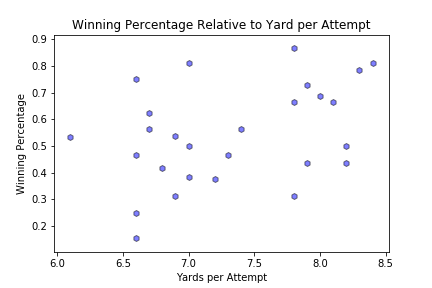 Winning Percentage Relative to Yard per Attempt
0.9
0.8
0.7
0.6
0.5
0.4
0.3
0.2
Winning Percentage
6.0 6.5 7.0 7.5 8.0 8.5
Yards per Attempt